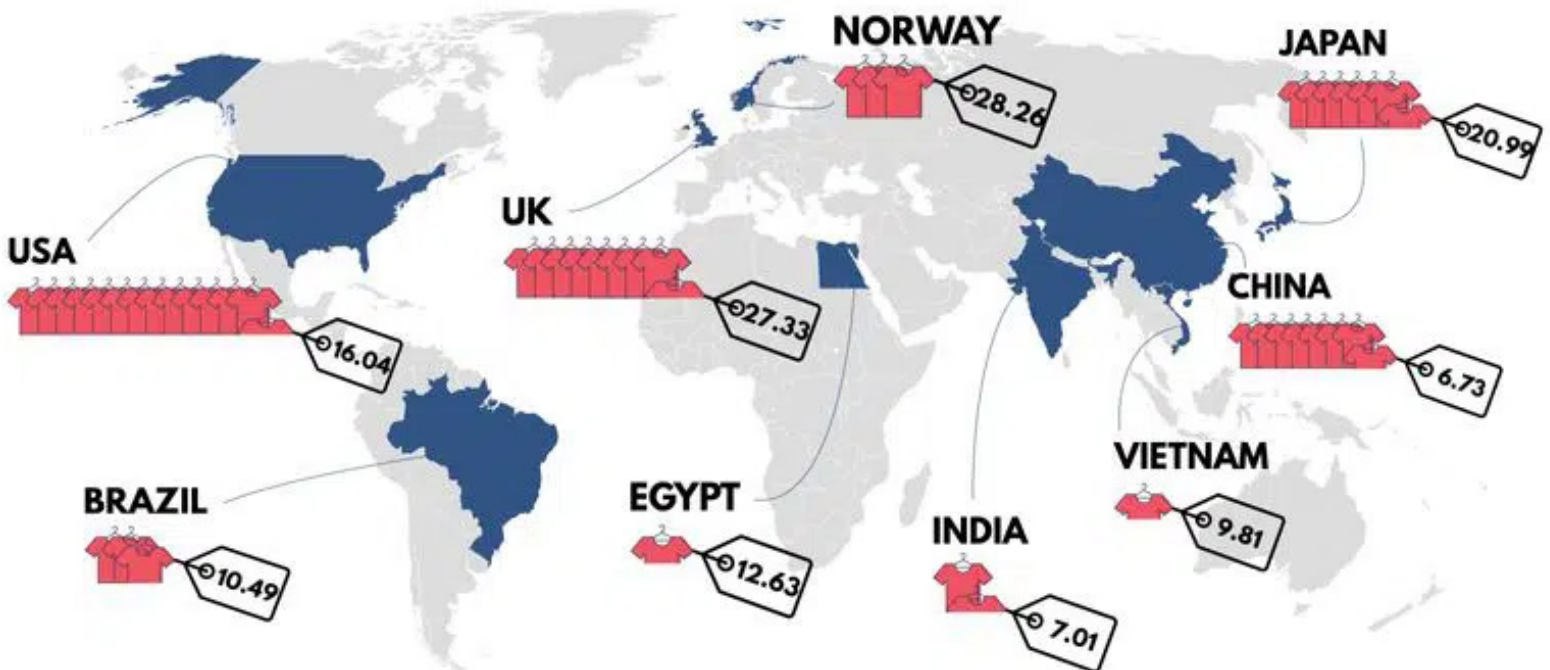 NORWAY
28.26
JAPAN
20.99
UK
27.33
USA
16.04
CHINA
6.73
VIETNAM
9.81
BRAZIL
10.49
EGYPT
12.63
INDIA
7.01